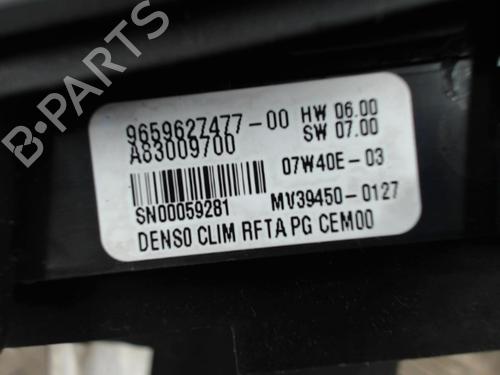 9659627477-00 HW 06.00
A83009700 SW 07.00
07W40E-03
SN00059281 MV39450-0127
DENSO CLIM RFTA PG CEM00
B PARTS